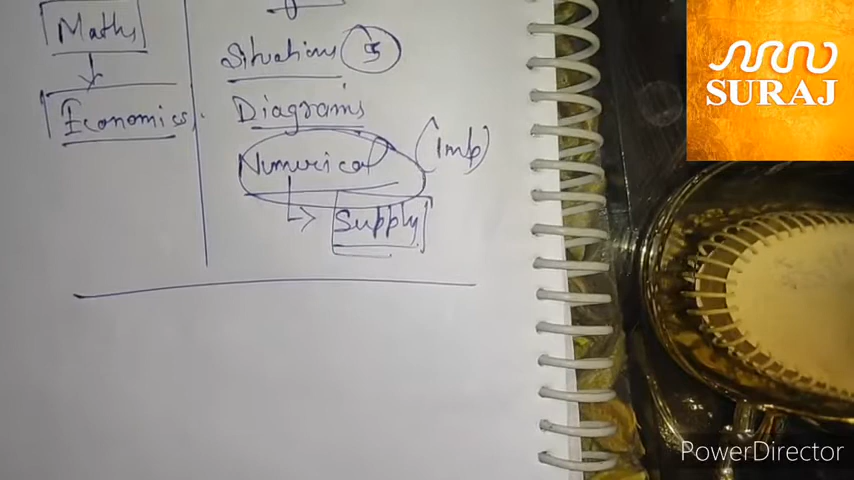 Maths
Economics
Situations 5
Diagrams
Numerical (Imp)
Supply
SURAJ
PowerDirector